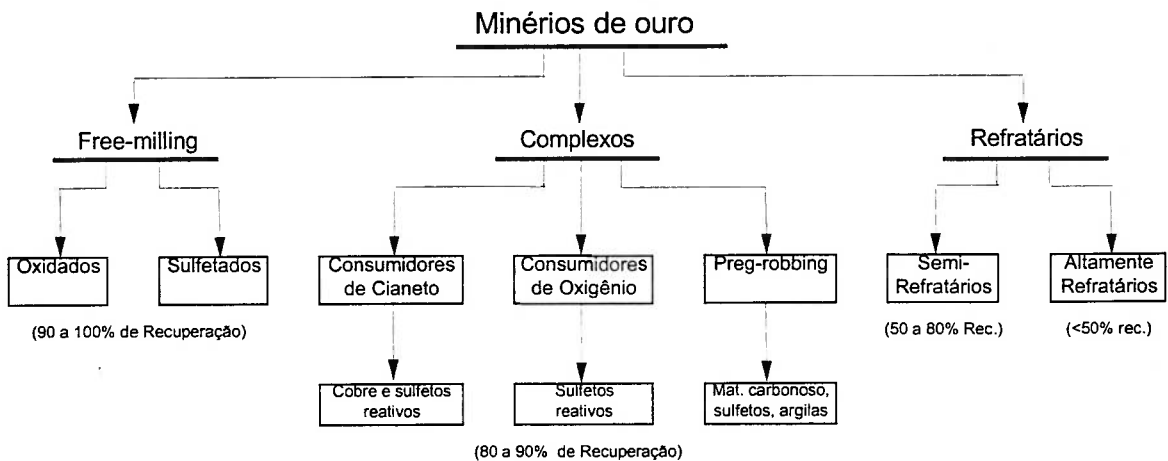 Minérios de ouro
Free-milling
Complexos
Refratários
Oxidados
Sulfetados
Consumidores
de Cianeto
Consumidores
de Oxigênio
Preg-robbing
Semi-
Refratários
Altamente
Refratários
(90 a 100% de Recuperação)
(50 a 80% Rec.)
(<50% rec.)
Cobre e sulfetos
reativos
Sulfetos
reativos
Mat. carbonoso,
sulfetos, argilas
(80 a 90% de Recuperação)